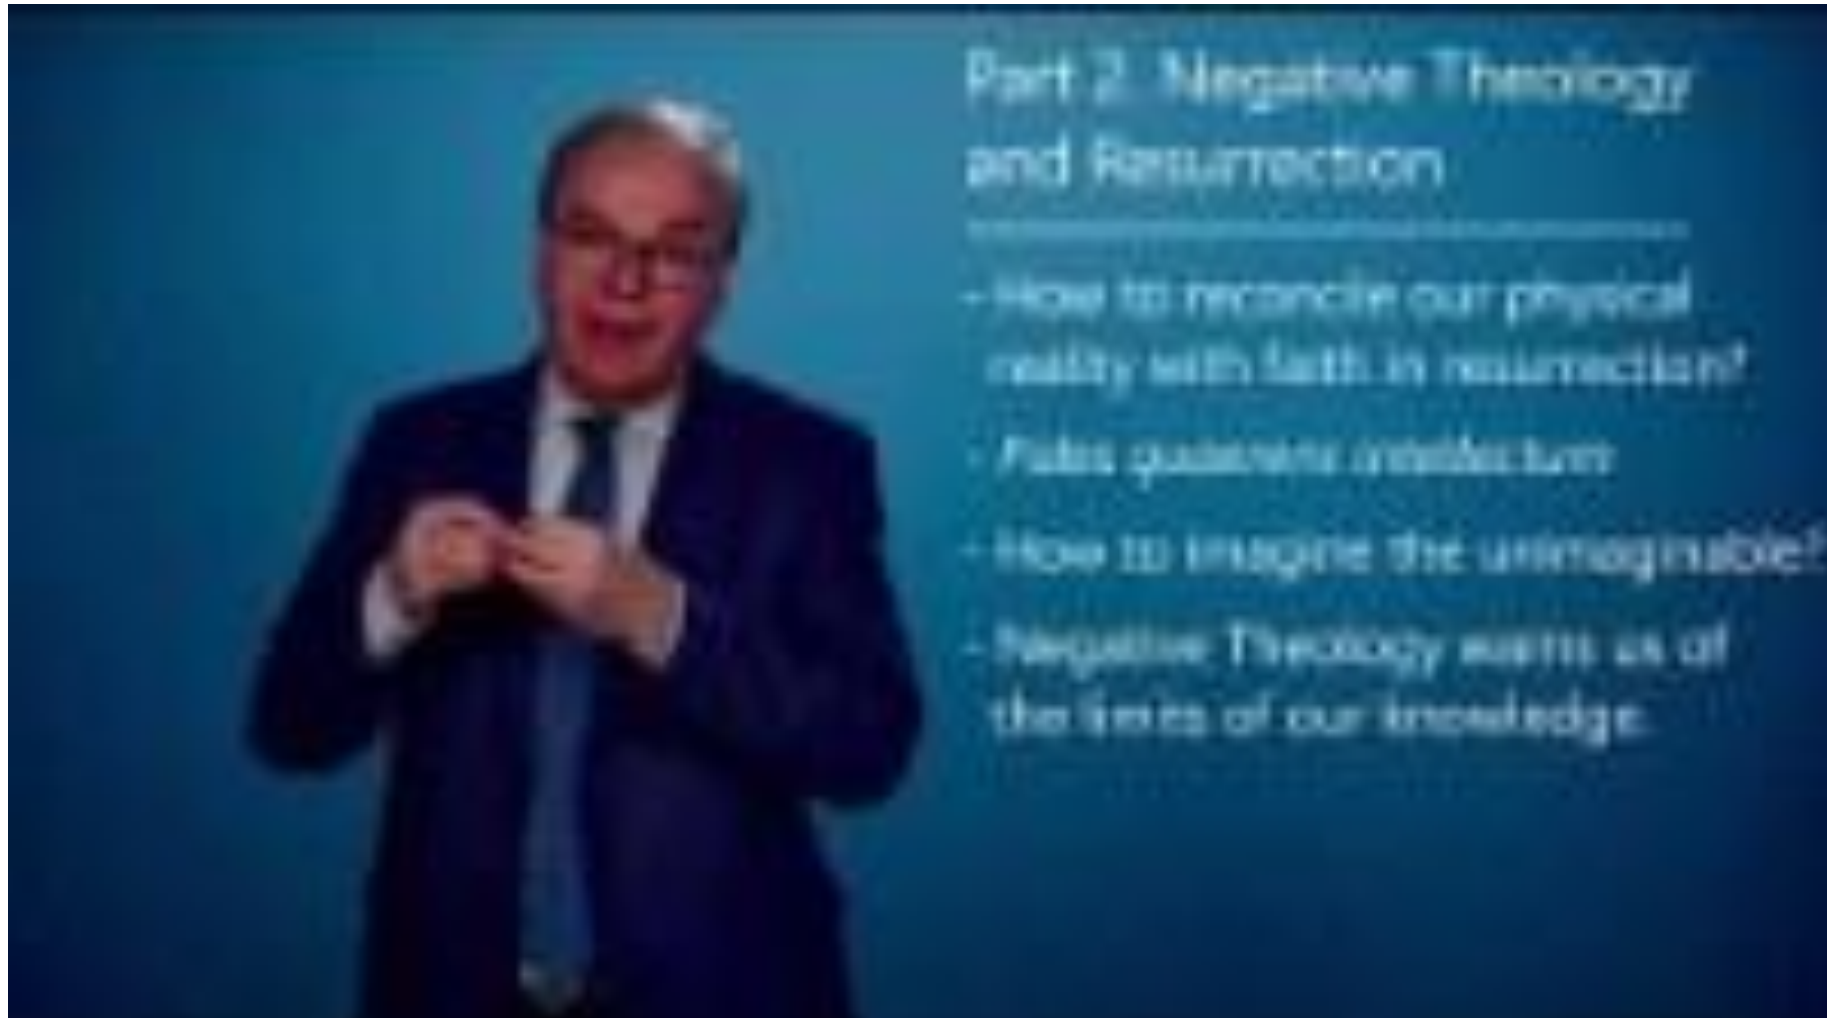 Part 2. Negative Theology
and Resurrection
- How to reconcile our physical
reality with faith in resurrection?
- Fides quaerens intellectum
- How to imagine the unimaginable?
- Negative Theology warns us of
the limits of our knowledge.